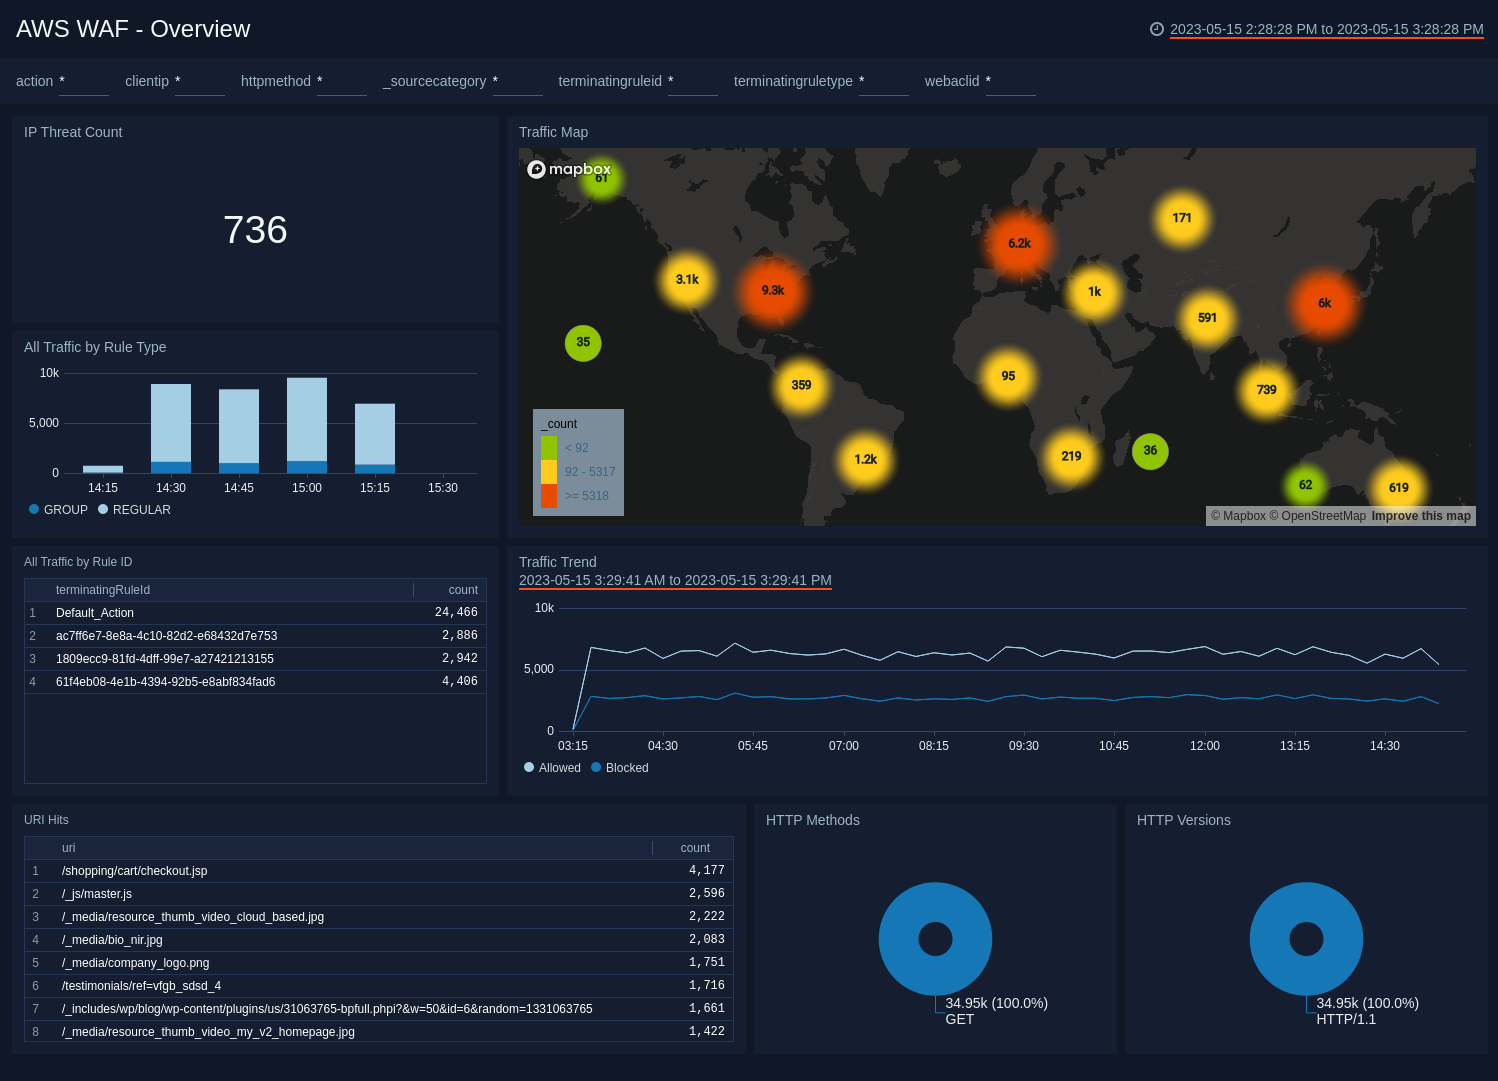 AWS WAF - Overview
2023-05-15 2:28:28 PM to 2023-05-15 3:28:28 PM
action * clientip * httpmethod * _sourcecategory * terminatingruleid * terminatingruletype * webaclid *
IP Threat Count
736
Traffic Map
mapbox
61
171
6.2k
3.1k
9.3k
1k
6k
591
35
359
95
739
1.2k
219
36
62
619
_count
< 92
92 - 5317
>= 5318
© Mapbox © OpenStreetMap Improve this map
All Traffic by Rule Type
10k
5,000
0
14:15 14:30 14:45 15:00 15:15 15:30
GROUP REGULAR
All Traffic by Rule ID
terminatingRuleId count
1 Default_Action 24,466
2 ac7ff6e7-8e8a-4c10-82d2-e68432d7e753 2,886
3 1809ecc9-81fd-4dff-99e7-a27421213155 2,942
4 61f4eb08-4e1b-4394-92b5-e8abf834fad6 4,406
Traffic Trend
2023-05-15 3:29:41 AM to 2023-05-15 3:29:41 PM
10k
5,000
0
03:15 04:30 05:45 07:00 08:15 09:30 10:45 12:00 13:15 14:30
Allowed Blocked
URI Hits
uri count
1 /shopping/cart/checkout.jsp 4,177
2 /_js/master.js 2,596
3 /_media/resource_thumb_video_cloud_based.jpg 2,222
4 /_media/bio_nir.jpg 2,083
5 /_media/company_logo.png 1,751
6 /testimonials/ref=vfgb_sdsd_4 1,716
7 /_includes/wp/blog/wp-content/plugins/us/31063765-bpfull.phpi?&w=50&id=6&random=1331063765 1,661
8 /_media/resource_thumb_video_my_v2_homepage.jpg 1,422
HTTP Methods
34.95k (100.0%)
GET
HTTP Versions
34.95k (100.0%)
HTTP/1.1